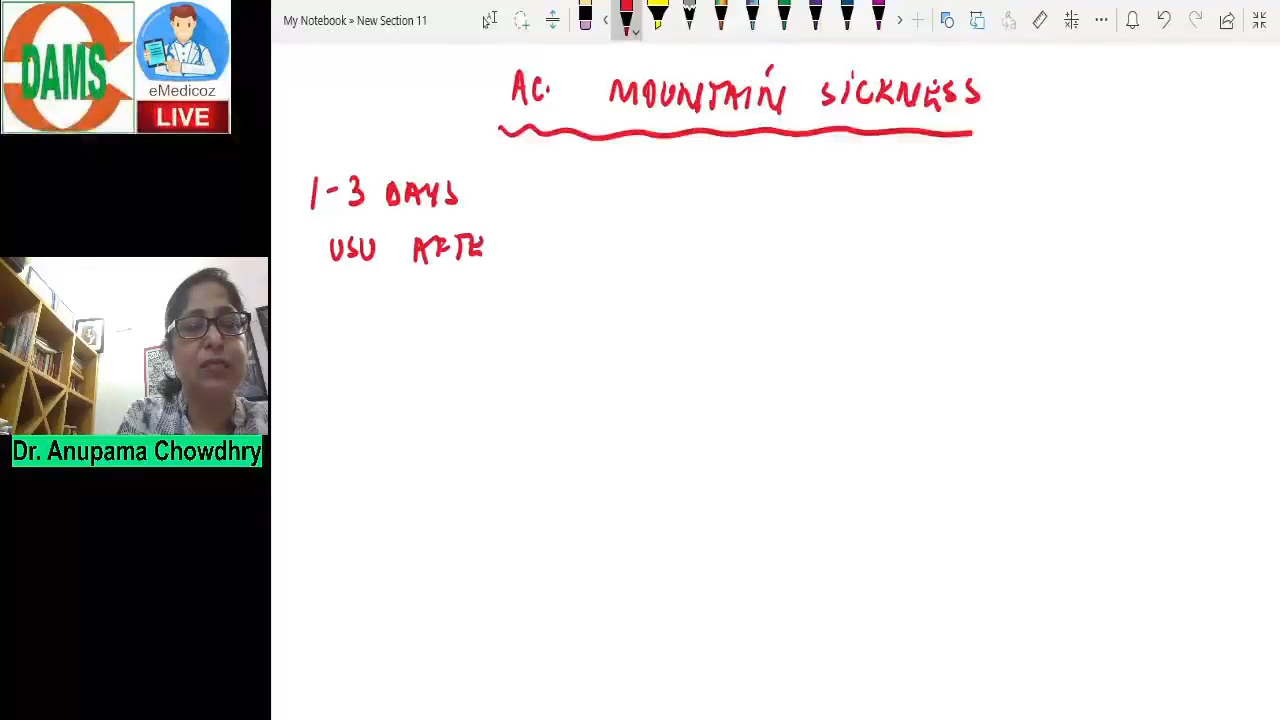 My Notebook » New Section 11
DAMS
eMedicoz
LIVE
AC. MOUNTAIN SICKNESS
1-3 DAYS
USU AFTE
Dr. Anupama Chowdhry